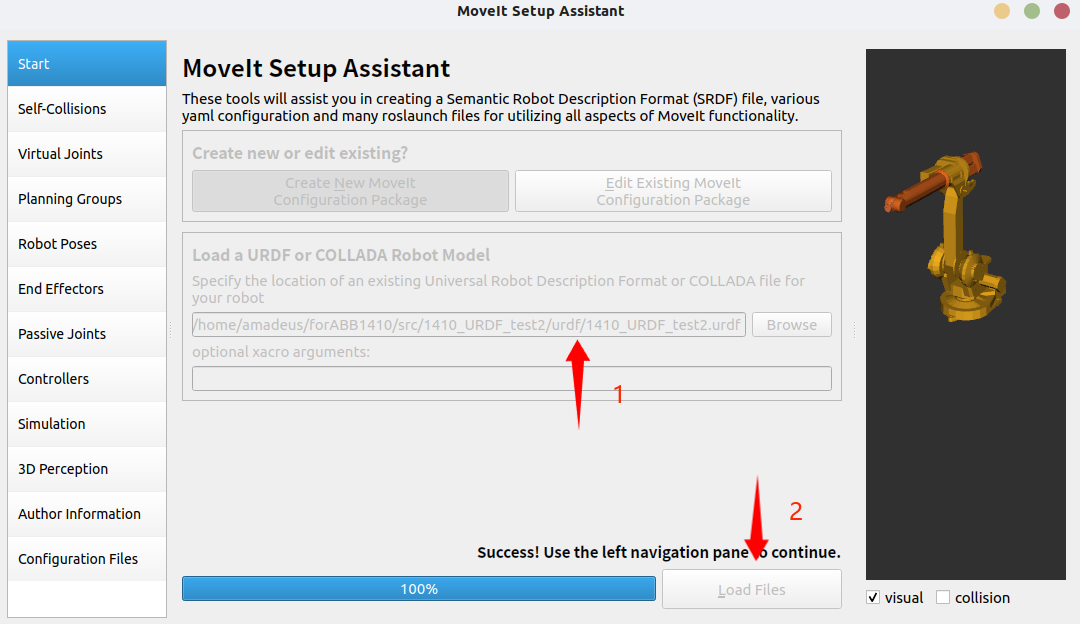 MoveIt Setup Assistant
Start
Self-Collisions
Virtual Joints
Planning Groups
Robot Poses
End Effectors
Passive Joints
Controllers
Simulation
3D Perception
Author Information
Configuration Files
MoveIt Setup Assistant
These tools will assist you in creating a Semantic Robot Description Format (SRDF) file, various
yaml configuration and many roslaunch files for utilizing all aspects of MoveIt functionality.
Create new or edit existing?
Create New MoveIt
Configuration Package
Edit Existing MoveIt
Configuration Package
Load a URDF or COLLADA Robot Model
Specify the location of an existing Universal Robot Description Format or COLLADA file for
your robot
/home/amadeus/forABB1410/src/1410_URDF_test2/urdf/1410_URDF_test2.urdf
Browse
optional xacro arguments:
1
2
Success! Use the left navigation pane to continue.
100%
Load Files
visual
collision